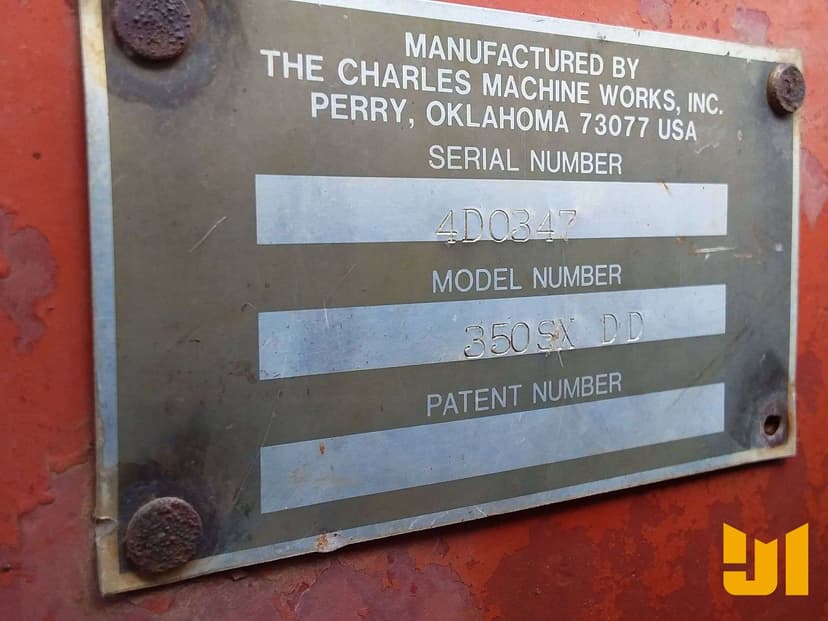 MANUFACTURED BY
THE CHARLES MACHINE WORKS, INC.
PERRY, OKLAHOMA 73077 USA
SERIAL NUMBER
4D0347
MODEL NUMBER
350SX DD
PATENT NUMBER